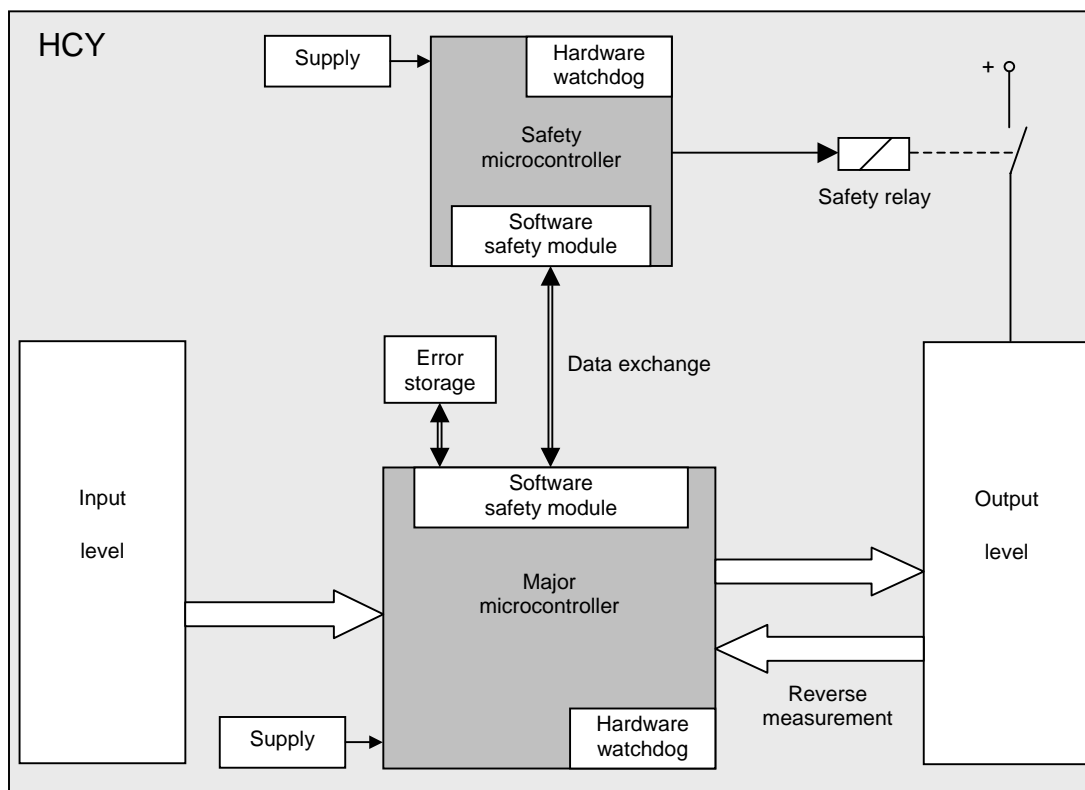 HCY
Supply
Hardware
watchdog
+
Safety
microcontroller
Safety relay
Software
safety module
Error
storage
Data exchange
Input
level
Software
safety module
Output
level
Major
microcontroller
Reverse
measurement
Supply
Hardware
watchdog